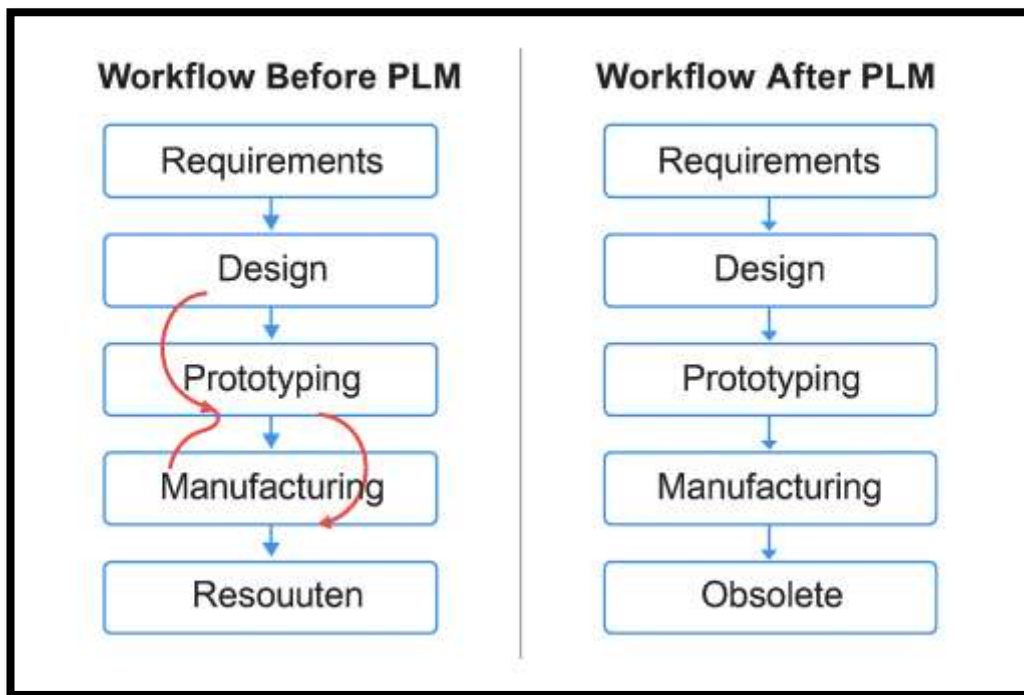 Workflow Before PLM
Requirements
Design
Prototyping
Manufacturing
Resouuten
Workflow After PLM
Requirements
Design
Prototyping
Manufacturing
Obsolete